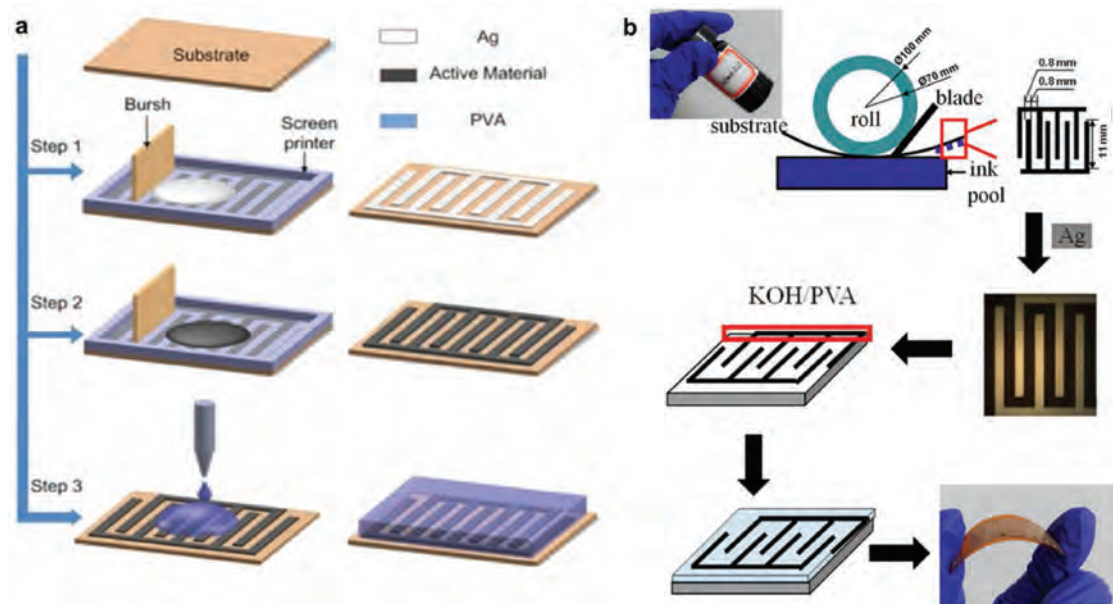 a
Substrate
Ag
Active Material
PVA
Bursh
Screen
printer
Step 1
Step 2
Step 3
b
Ø100 mm
Ø70 mm
roll
blade
substrate
ink
pool
0.8 mm
0.8 mm
11 mm
Ag
KOH/PVA